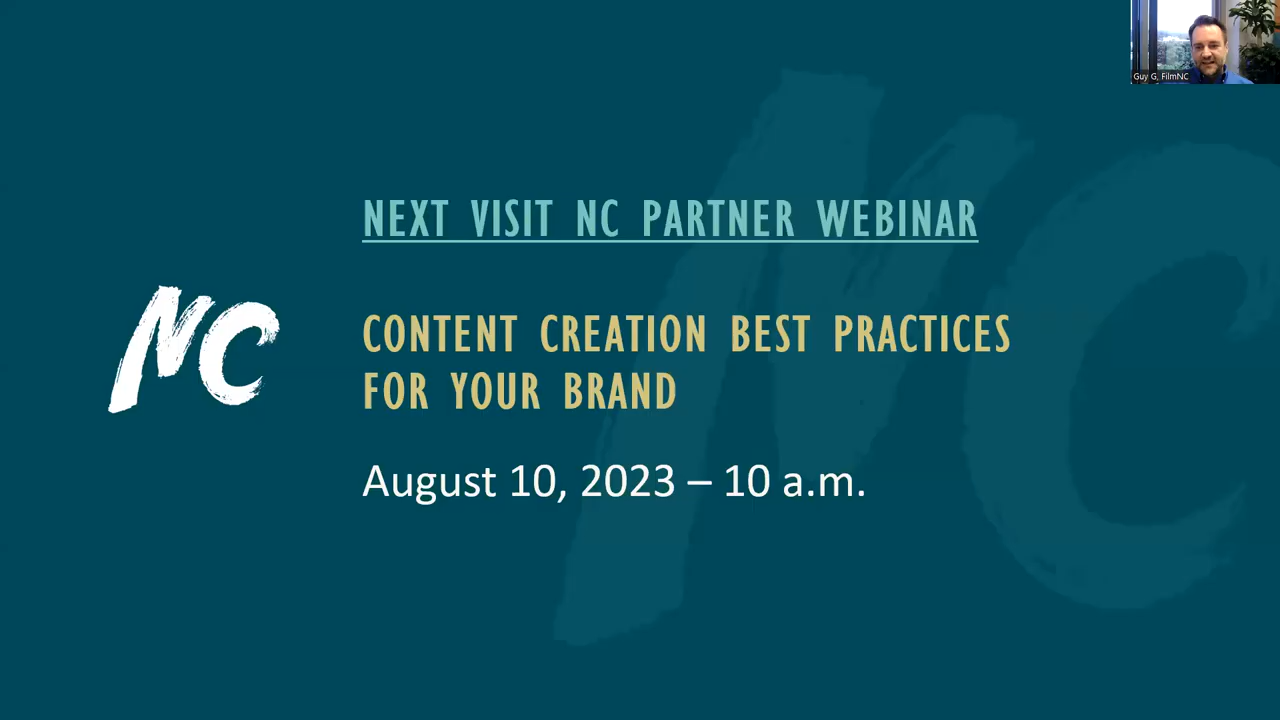 Guy G, FilmNC
NEXT VISIT NC PARTNER WEBINAR
NC
CONTENT CREATION BEST PRACTICES
FOR YOUR BRAND
August 10, 2023 – 10 a.m.